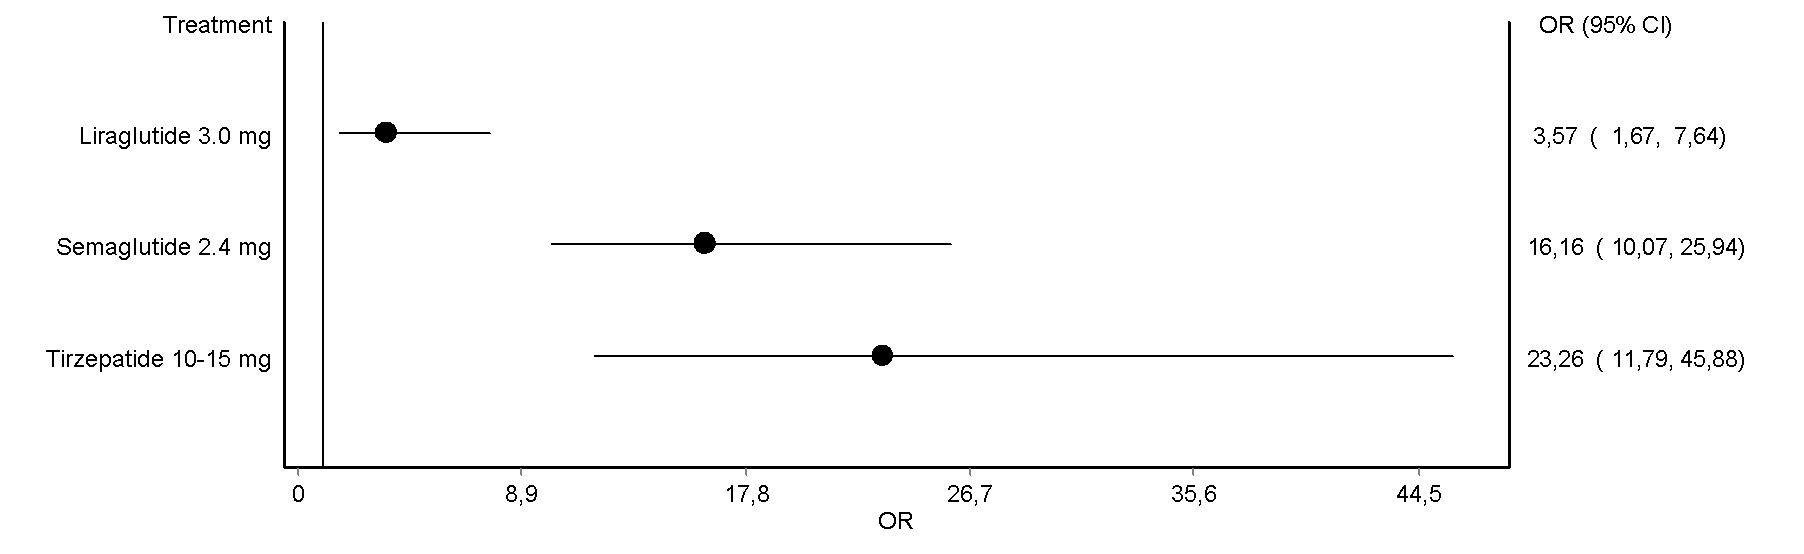 Treatment OR (95% CI)
Liraglutide 3.0 mg 3,57 ( 1,67, 7,64)
Semaglutide 2.4 mg 16,16 ( 10,07, 25,94)
Tirzepatide 10-15 mg 23,26 ( 11,79, 45,88)
0 8,9 17,8 26,7 35,6 44,5
OR